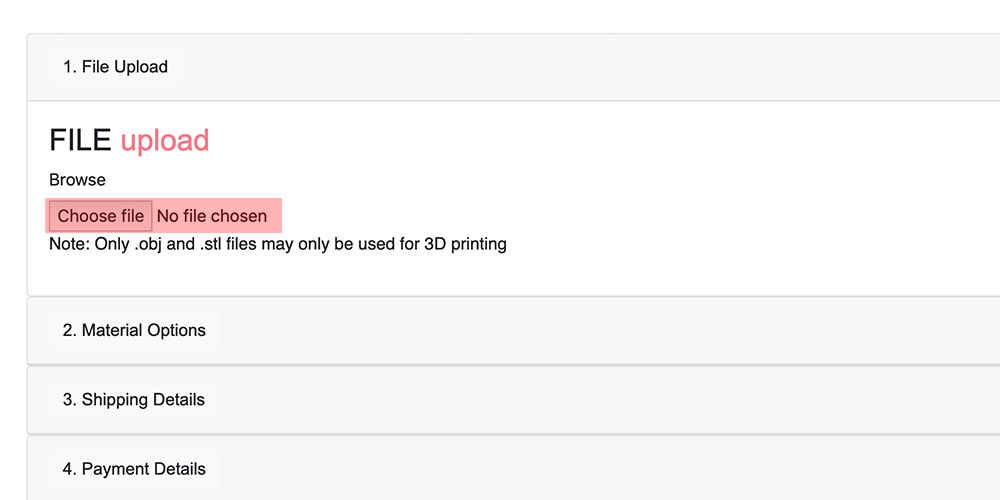 1. File Upload
FILE upload
Browse
Choose file No file chosen
Note: Only .obj and .stl files may only be used for 3D printing
2. Material Options
3. Shipping Details
4. Payment Details